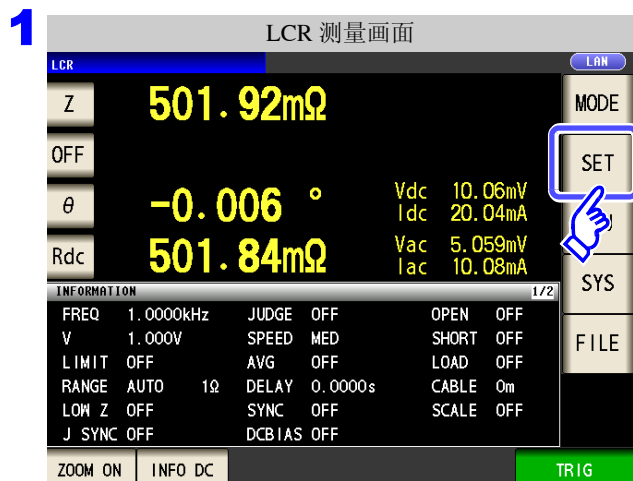 1
LCR 测量画面
LCR
LAN
Z 501.92mΩ
MODE
OFF
SET
θ -0.006 °
Vdc 10.06mV
Idc 20.04mA
Rdc 501.84mΩ
Vac 5.059mV
Iac 10.08mA
SYS
INFORMATION 1/2
FREQ 1.0000kHz JUDGE OFF OPEN OFF
V 1.000V SPEED MED SHORT OFF
FILE
LIMIT OFF AVG OFF LOAD OFF
RANGE AUTO 1Ω DELAY 0.0000s CABLE 0m
LOW Z OFF SYNC OFF SCALE OFF
J SYNC OFF DCBIAS OFF
ZOOM ON INFO DC TRIG